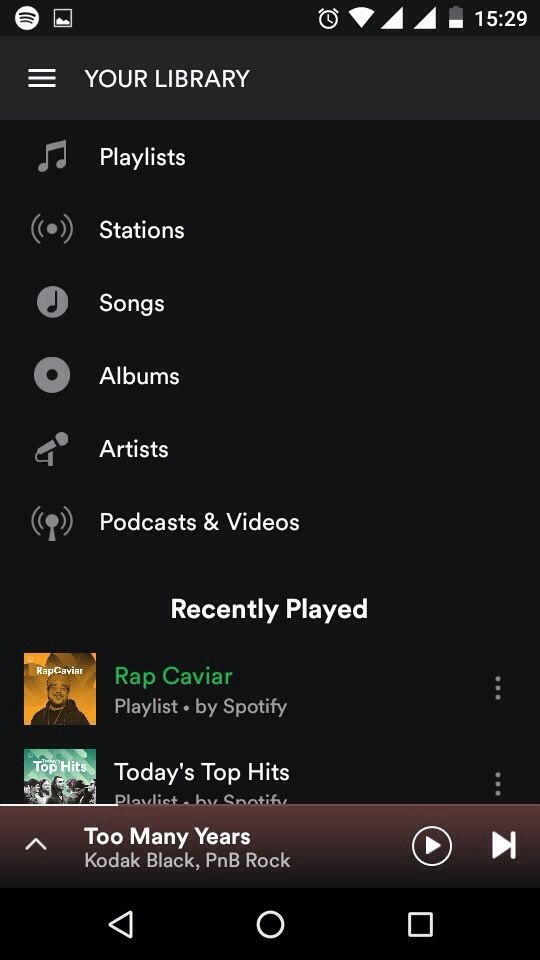 15:29
YOUR LIBRARY
Playlists
Stations
Songs
Albums
Artists
Podcasts & Videos
Recently Played
RapCaviar
Rap Caviar
Playlist • by Spotify
Today's
Top Hits
Today's Top Hits
Playlist • by Spotify
Too Many Years
Kodak Black, PnB Rock